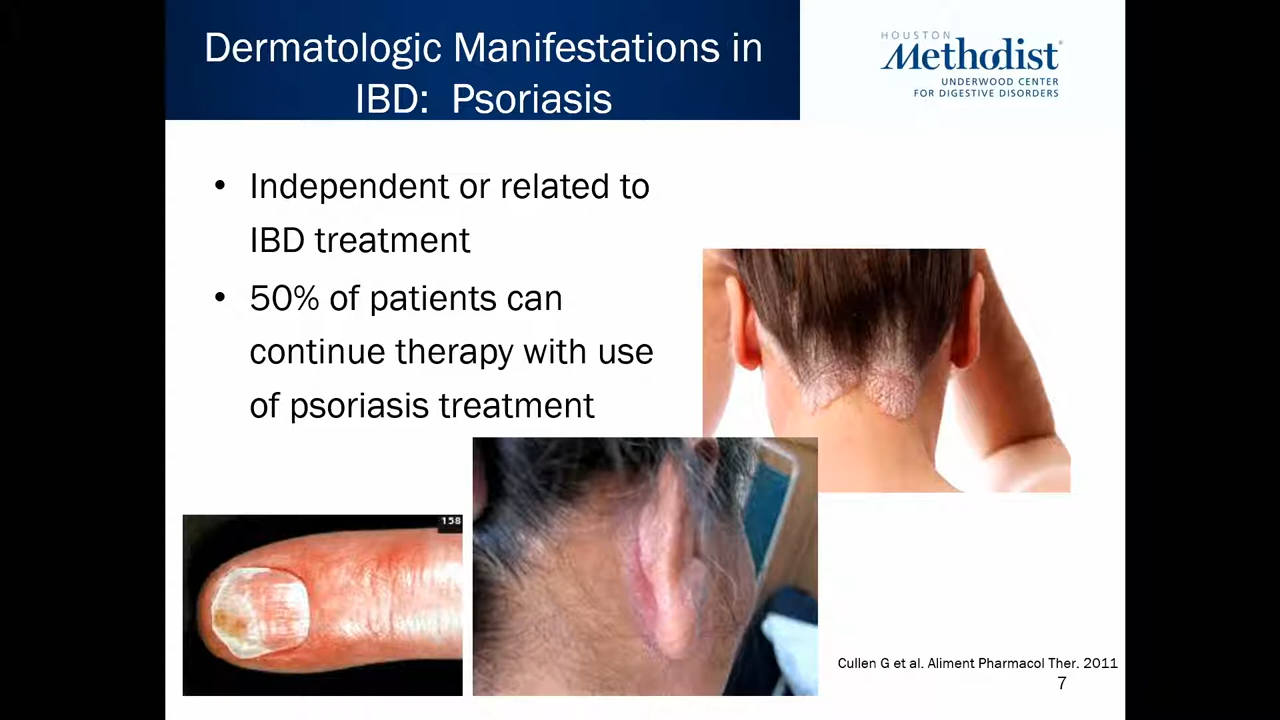 Dermatologic Manifestations in
IBD: Psoriasis
HOUSTON
Methodist®
UNDERWOOD CENTER
FOR DIGESTIVE DISORDERS
• Independent or related to
IBD treatment
• 50% of patients can
continue therapy with use
of psoriasis treatment
158
Cullen G et al. Aliment Pharmacol Ther. 2011
7